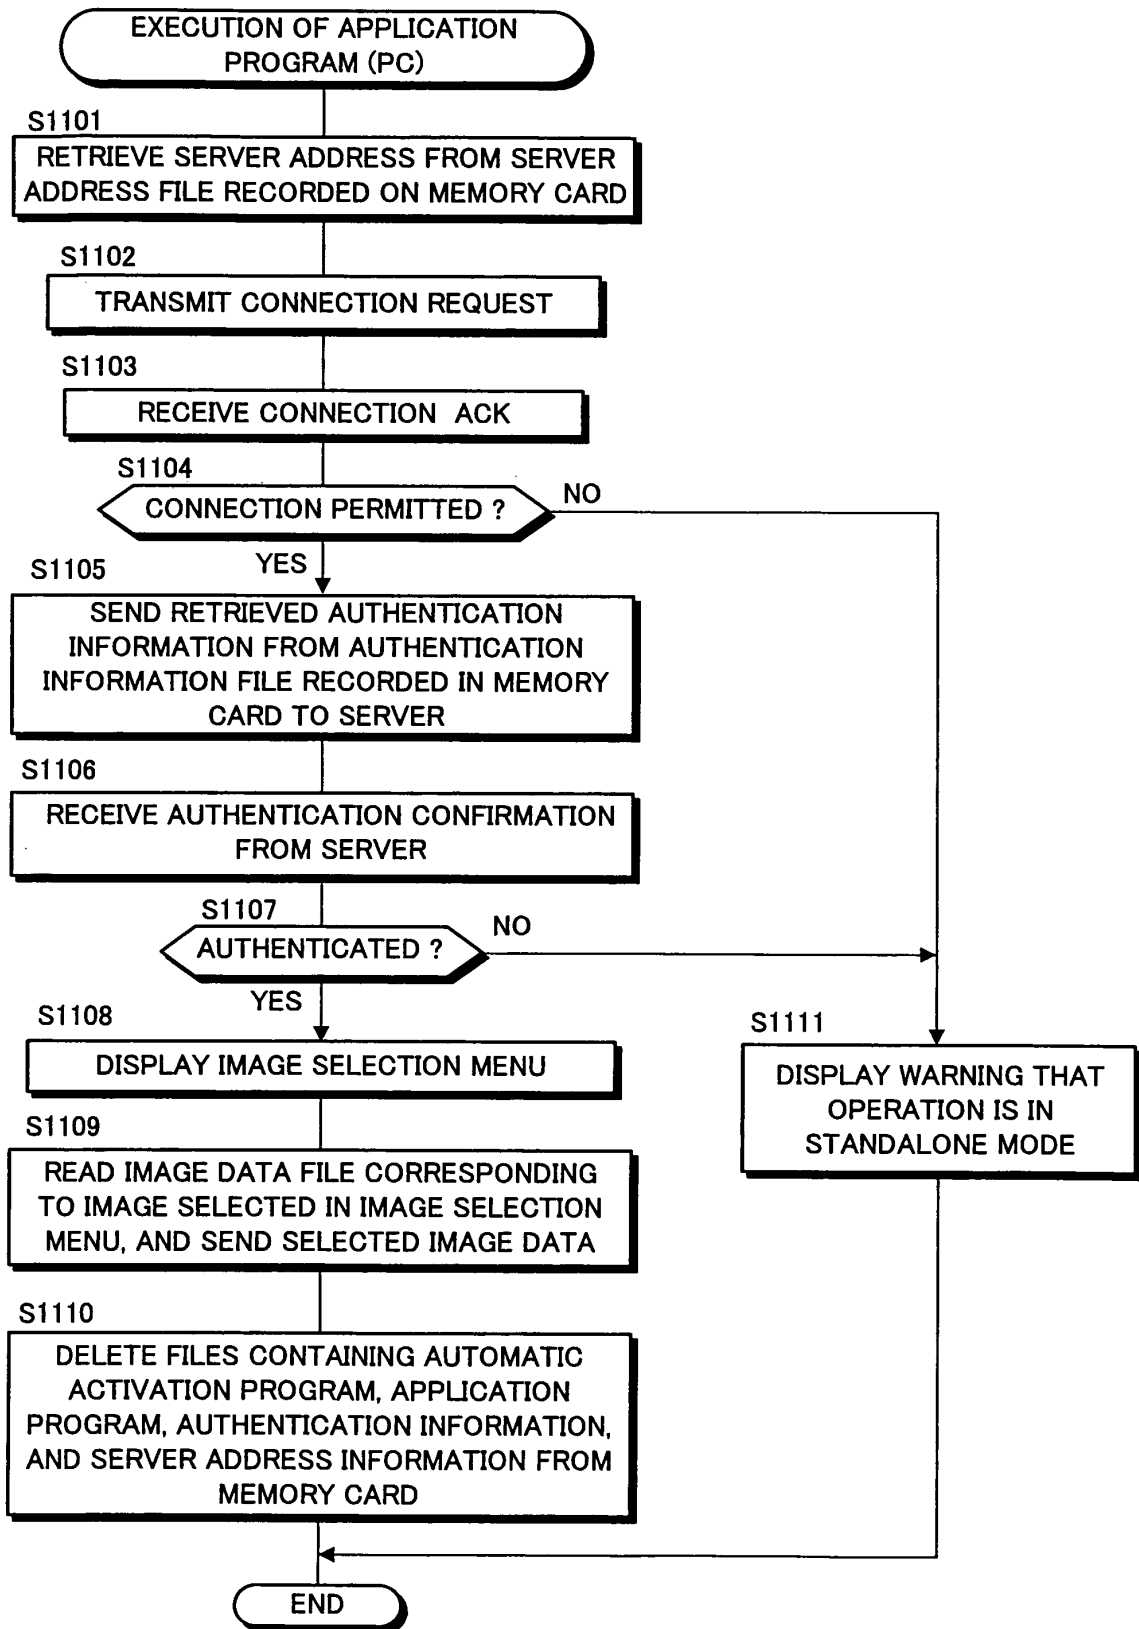 EXECUTION OF APPLICATION
PROGRAM (PC)
S1101
RETRIEVE SERVER ADDRESS FROM SERVER
ADDRESS FILE RECORDED ON MEMORY CARD
S1102
TRANSMIT CONNECTION REQUEST
S1103
RECEIVE CONNECTION ACK
S1104
CONNECTION PERMITTED ?
NO
YES
S1105
SEND RETRIEVED AUTHENTICATION
INFORMATION FROM AUTHENTICATION
INFORMATION FILE RECORDED IN MEMORY
CARD TO SERVER
S1106
RECEIVE AUTHENTICATION CONFIRMATION
FROM SERVER
S1107
AUTHENTICATED ?
NO
YES
S1108
DISPLAY IMAGE SELECTION MENU
S1109
READ IMAGE DATA FILE CORRESPONDING
TO IMAGE SELECTED IN IMAGE SELECTION
MENU, AND SEND SELECTED IMAGE DATA
S1110
DELETE FILES CONTAINING AUTOMATIC
ACTIVATION PROGRAM, APPLICATION
PROGRAM, AUTHENTICATION INFORMATION,
AND SERVER ADDRESS INFORMATION FROM
MEMORY CARD
S1111
DISPLAY WARNING THAT
OPERATION IS IN
STANDALONE MODE
END